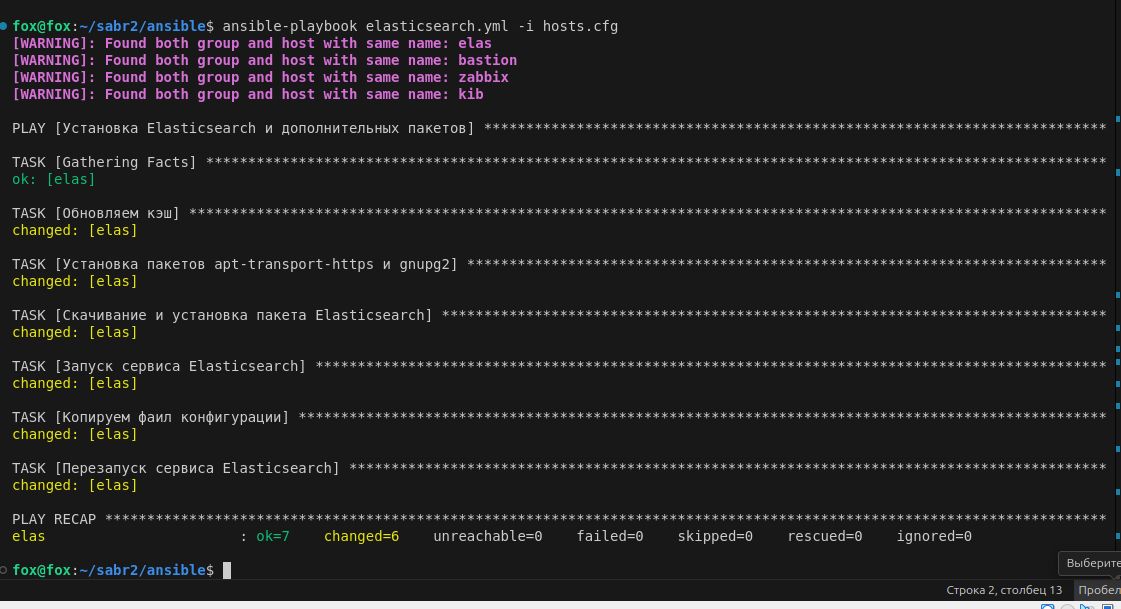 fox@fox:~/sabr2/ansible$ ansible-playbook elasticsearch.yml -i hosts.cfg
[WARNING]: Found both group and host with same name: elas
[WARNING]: Found both group and host with same name: bastion
[WARNING]: Found both group and host with same name: zabbix
[WARNING]: Found both group and host with same name: kib
PLAY [Установка Elasticsearch и дополнительных пакетов] **************************************************************************
TASK [Gathering Facts] ***********************************************************************************************************
ok: [elas]
TASK [Обновляем кэш] *************************************************************************************************************
changed: [elas]
TASK [Установка пакетов apt-transport-https и gnupg2] ****************************************************************************
changed: [elas]
TASK [Скачивание и установка пакета Elasticsearch] *******************************************************************************
changed: [elas]
TASK [Запуск сервиса Elasticsearch] **********************************************************************************************
changed: [elas]
TASK [Копируем фаил конфигурации] ************************************************************************************************
changed: [elas]
TASK [Перезапуск сервиса Elasticsearch] ******************************************************************************************
changed: [elas]
PLAY RECAP ***********************************************************************************************************************
elas : ok=7 changed=6 unreachable=0 failed=0 skipped=0 rescued=0 ignored=0
fox@fox:~/sabr2/ansible$
Выберите
Строка 2, столбец 13 Пробел